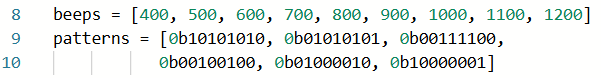 8 beeps = [400, 500, 600, 700, 800, 900, 1000, 1100, 1200]
9 patterns = [0b10101010, 0b01010101, 0b00111100,
10 0b00100100, 0b01000010, 0b10000001]